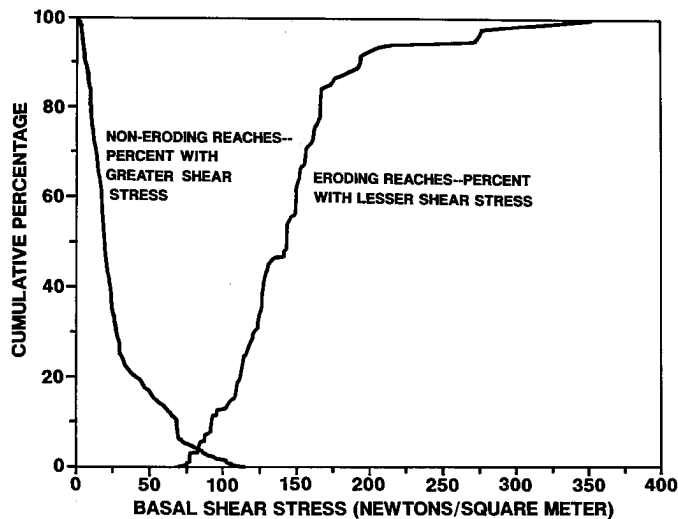 100
80
60
40
20
0
CUMULATIVE PERCENTAGE
NON-ERODING REACHES--
PERCENT WITH
GREATER SHEAR
STRESS
ERODING REACHES--PERCENT
WITH LESSER SHEAR STRESS
0 50 100 150 200 250 300 350 400
BASAL SHEAR STRESS (NEWTONS/SQUARE METER)